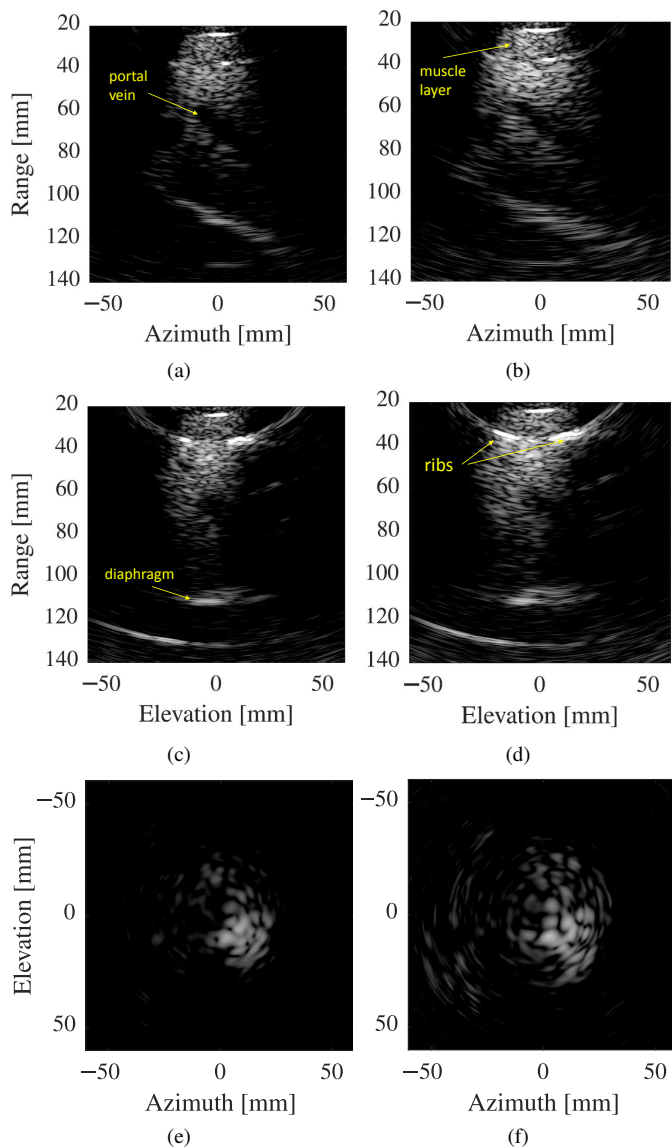 20
40
60
80
100
120
140
Range [mm]
portal
vein
−50
0
50
Azimuth [mm]
(a)
20
40
60
80
100
120
140
muscle
layer
−50
0
50
Azimuth [mm]
(b)
20
40
60
80
100
120
140
Range [mm]
diaphragm
−50
0
50
Elevation [mm]
(c)
20
40
60
80
100
120
140
ribs
−50
0
50
Elevation [mm]
(d)
−50
0
50
Elevation [mm]
−50
0
50
Azimuth [mm]
(e)
−50
0
50
−50
0
50
Azimuth [mm]
(f)